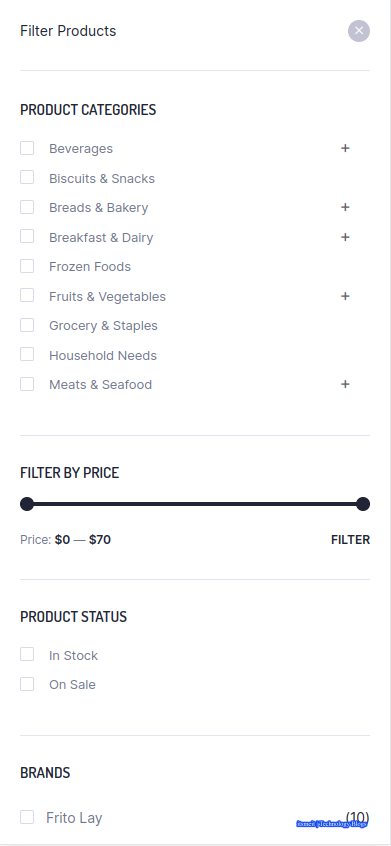 Filter Products
PRODUCT CATEGORIES
Beverages +
Biscuits & Snacks
Breads & Bakery +
Breakfast & Dairy +
Frozen Foods
Fruits & Vegetables +
Grocery & Staples
Household Needs
Meats & Seafood +
FILTER BY PRICE
Price: $0 — $70 FILTER
PRODUCT STATUS
In Stock
On Sale
BRANDS
Frito Lay (10)
| Technology Blogs